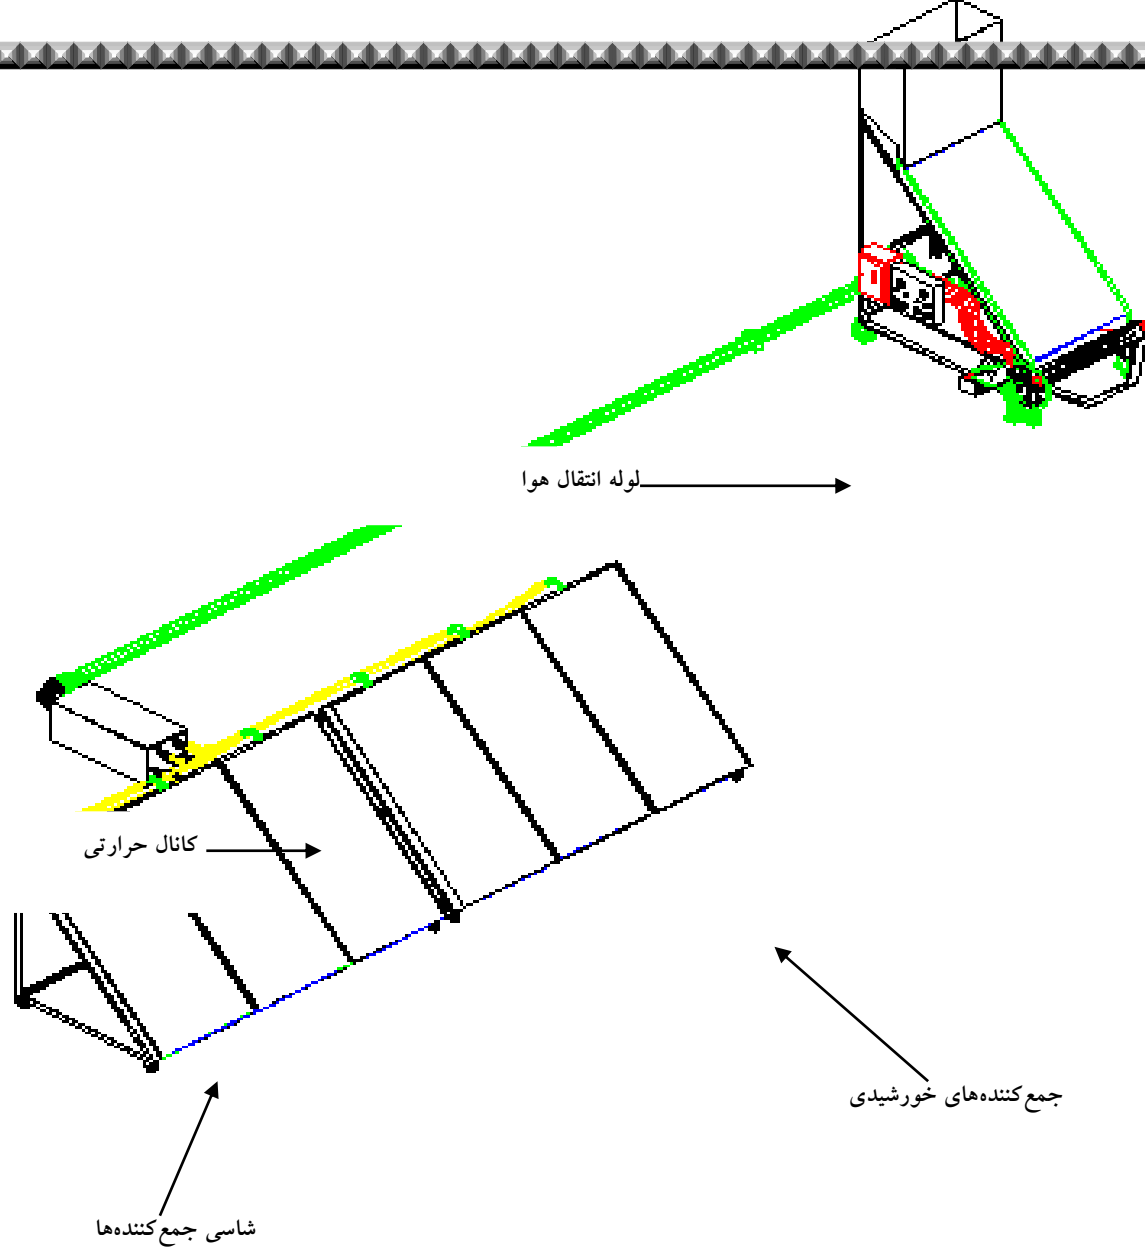 لوله انتقال هوا
کانال حرارتی
جمع‌کننده‌های خورشیدی
شاسی جمع‌کننده‌ها